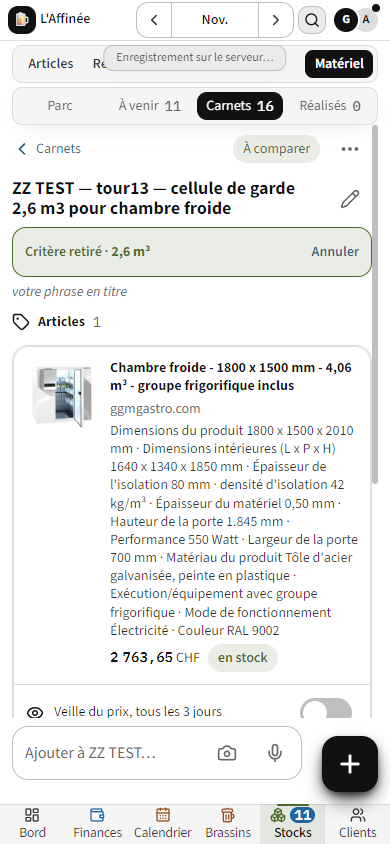 L'Affinée
Nov.
G
A
Articles
Re
Enregistrement sur le serveur…
Matériel
Parc
À venir 11
Carnets 16
Réalisés 0
Carnets
À comparer
ZZ TEST — tour13 — cellule de garde
2,6 m3 pour chambre froide
Critère retiré · 2,6 m³
Annuler
votre phrase en titre
Articles 1
Chambre froide - 1800 x 1500 mm - 4,06
m³ - groupe frigorifique inclus
ggmgastro.com
Dimensions du produit 1800 x 1500 x 2010
mm · Dimensions intérieures (L x P x H)
1640 x 1340 x 1850 mm · Épaisseur de
l'isolation 80 mm · densité d'isolation 42
kg/m³ · Épaisseur du matériel 0,50 mm ·
Hauteur de la porte 1.845 mm ·
Performance 550 Watt · Largeur de la porte
700 mm · Matériau du produit Tôle d'acier
galvanisée, peinte en plastique ·
Exécution/équipement avec groupe
frigorifique · Mode de fonctionnement
Électricité · Couleur RAL 9002
2 763,65 CHF
en stock
Veille du prix, tous les 3 jours
Ajouter à ZZ TEST…
Bord
Finances
Calendrier
Brassins
11
Stocks
Clients